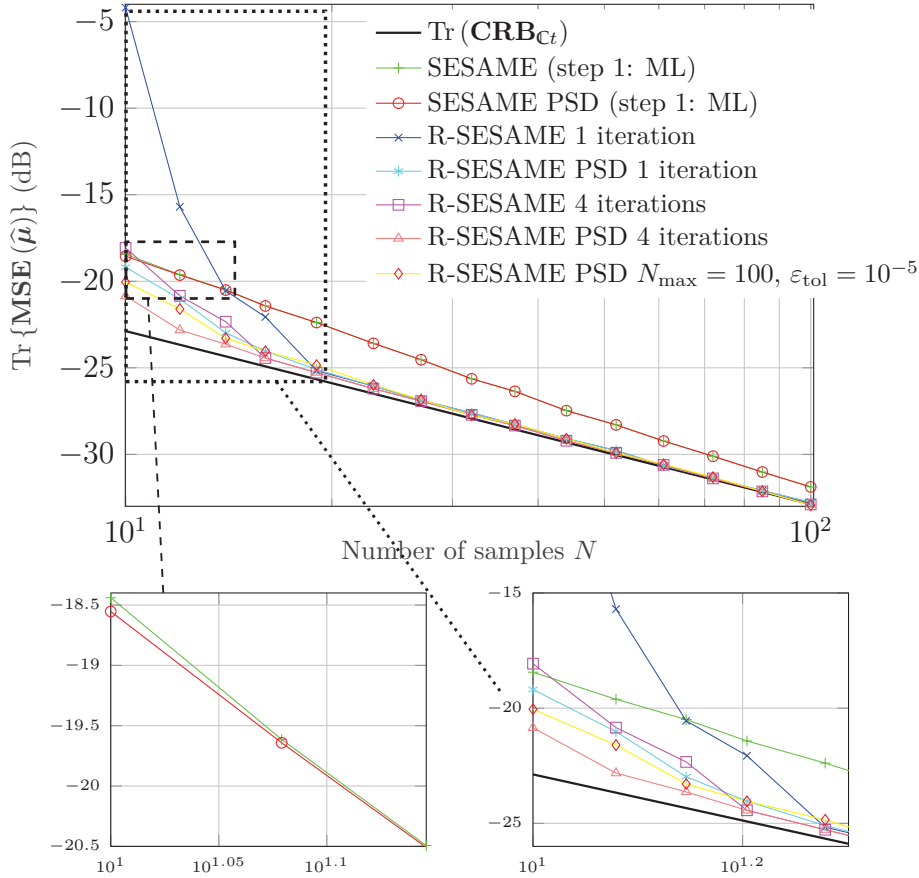 −5
−10
−15
−20
−25
−30
Tr {MSE (μ̂)} (dB)
Tr (CRB_ℂt)
SESAME (step 1: ML)
SESAME PSD (step 1: ML)
R-SESAME 1 iteration
R-SESAME PSD 1 iteration
R-SESAME 4 iterations
R-SESAME PSD 4 iterations
R-SESAME PSD N_max = 100, ε_tol = 10^−5
10^1
10^2
Number of samples N
−18.5
−19
−19.5
−20
−20.5
10^1
10^1.05
10^1.1
−15
−20
−25
10^1
10^1.2